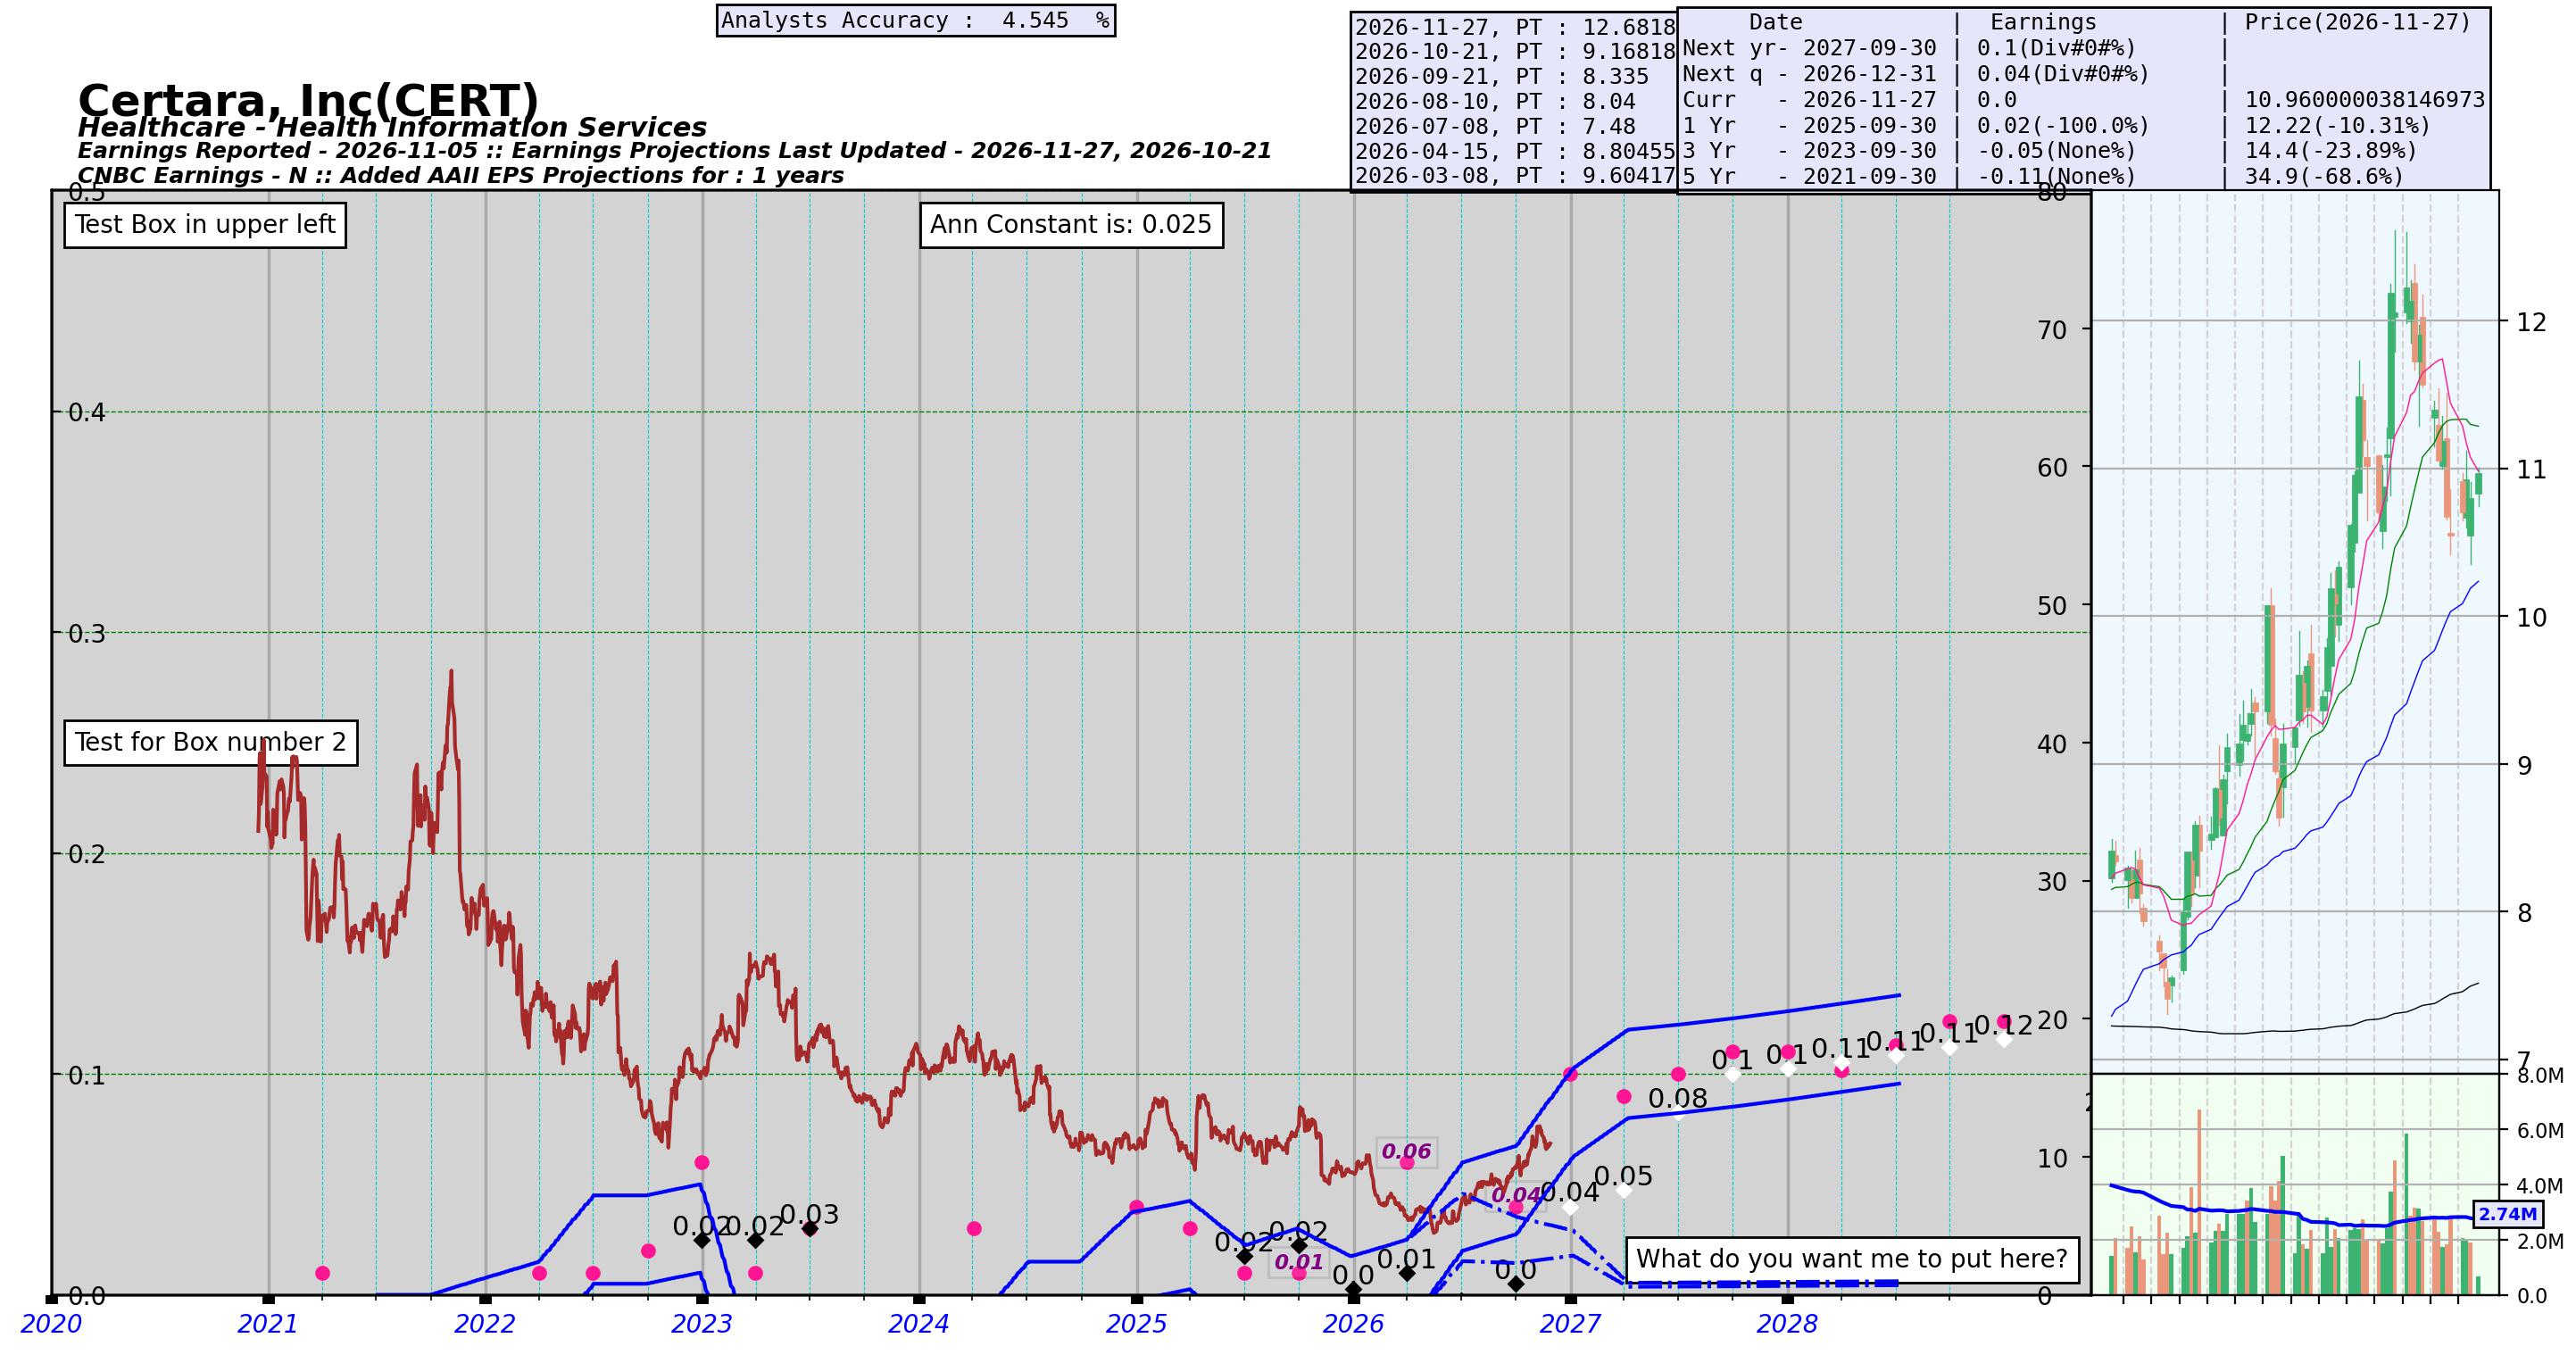 Analysts Accuracy :  4.545  %
Certara, Inc(CERT)
Healthcare - Health Information Services
Earnings Reported - 2026-11-05 :: Earnings Projections Last Updated - 2026-11-27, 2026-10-21
CNBC Earnings - N :: Added AAII EPS Projections for : 1 years
2026-11-27, PT : 12.6818
2026-10-21, PT : 9.16818
2026-09-21, PT : 8.335
2026-08-10, PT : 8.04
2026-07-08, PT : 7.48
2026-04-15, PT : 8.80455
2026-03-08, PT : 9.60417
Date | Earnings | Price(2026-11-27)
Next yr- 2027-09-30 | 0.1(Div#0#%) |
Next q - 2026-12-31 | 0.04(Div#0#%) |
Curr - 2026-11-27 | 0.0 | 10.960000038146973
1 Yr - 2025-09-30 | 0.02(-100.0%) | 12.22(-10.31%)
3 Yr - 2023-09-30 | -0.05(None%) | 14.4(-23.89%)
5 Yr - 2021-09-30 | -0.11(None%) | 34.9(-68.6%)
Test Box in upper left
Ann Constant is: 0.025
Test for Box number 2
What do you want me to put here?
0.5
0.4
0.3
0.2
0.1
0.0
80
70
60
50
40
30
20
10
0
12
11
10
9
8
7
8.0M
6.0M
4.0M
2.74M
2.0M
0.0
0.02
0.02
0.03
0.02
0.02
0.01
0.0
0.01
0.06
0.0
0.04
0.04
0.05
0.08
0.1
0.1
0.11
0.11
0.11
0.12
2020
2021
2022
2023
2024
2025
2026
2027
2028